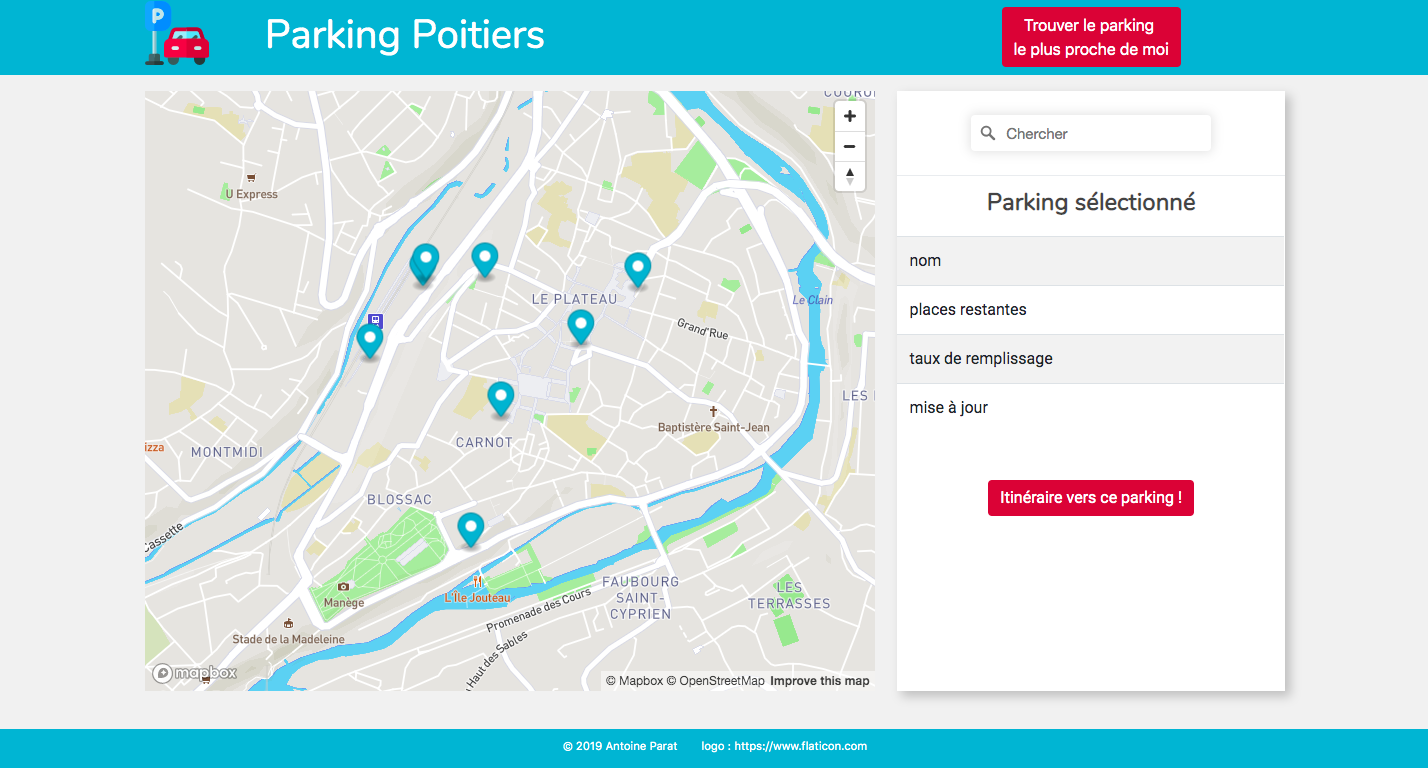 P
Parking Poitiers
Trouver le parking
le plus proche de moi
U Express
LE PLATEAU
Le Clain
Grand'Rue
LES
Baptistère Saint-Jean
CARNOT
izza
MONTMIDI
BLOSSAC
Cassette
Manège
L'Île Jouteau
FAUBOURG
SAINT-
CYPRIEN
LES
TERRASSES
Promenade des Cours
Stade de la Madeleine
Haut des Sables
mapbox
© Mapbox © OpenStreetMap Improve this map
Chercher
Parking sélectionné
nom
places restantes
taux de remplissage
mise à jour
Itinéraire vers ce parking !
© 2019 Antoine Parat logo : https://www.flaticon.com